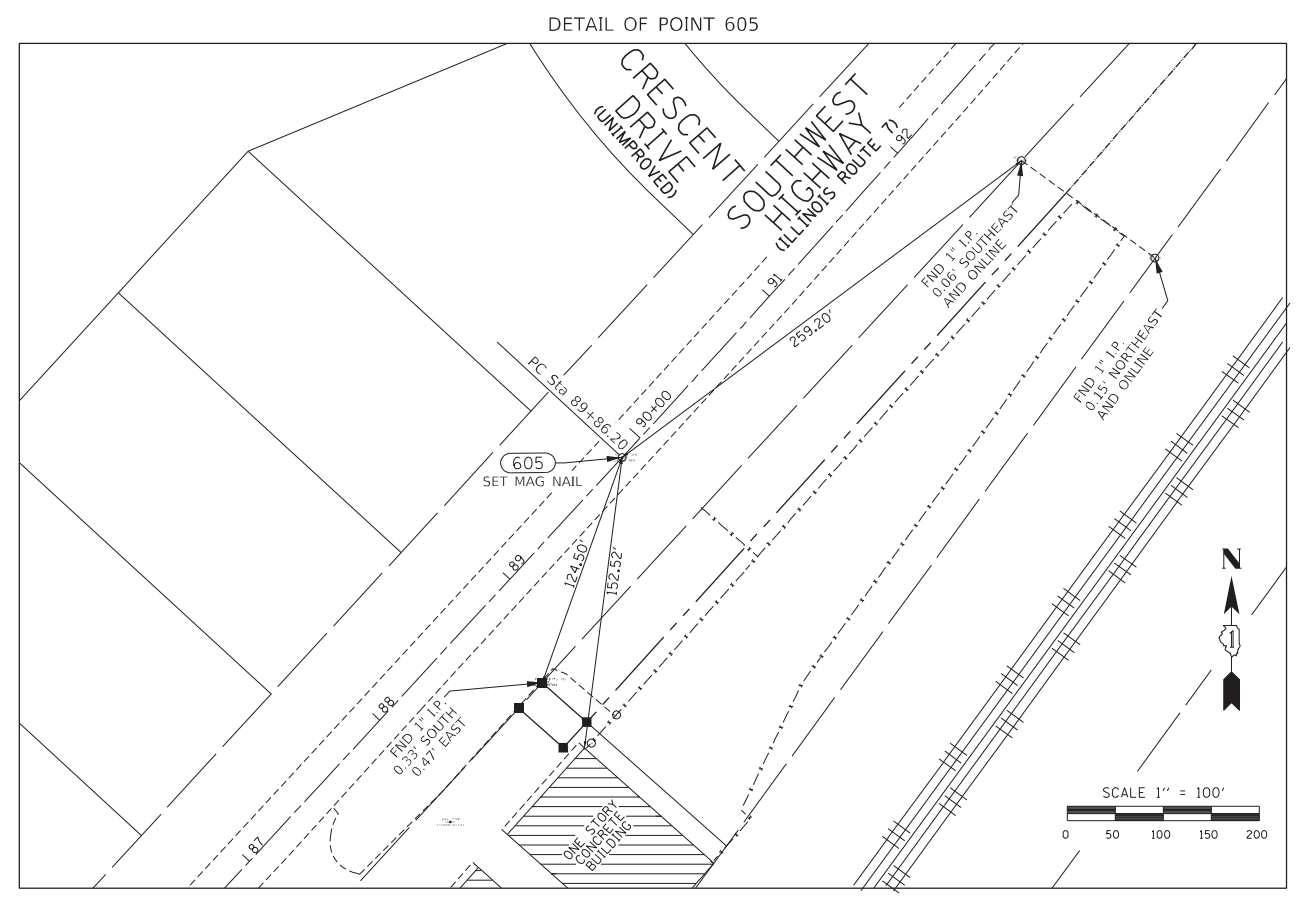 DETAIL OF POINT 605
CRESCENT
DRIVE
(UNIMPROVED)
SOUTHWEST
HIGHWAY
(ILLINOIS ROUTE 7)
92
91
FND 1" I.P.
0.06' SOUTHEAST
AND ONLINE
259.20'
FND 1" I.P.
0.15' NORTHEAST
AND ONLINE
PC Sta 89+86.20
90+00
605
SET MAG NAIL
89
124.50'
152.52'
N
1
88
FND 1" I.P.
0.33' SOUTH
0.47' EAST
87
ONE STORY
CONCRETE
BUILDING
SCALE 1'' = 100'
0 50 100 150 200